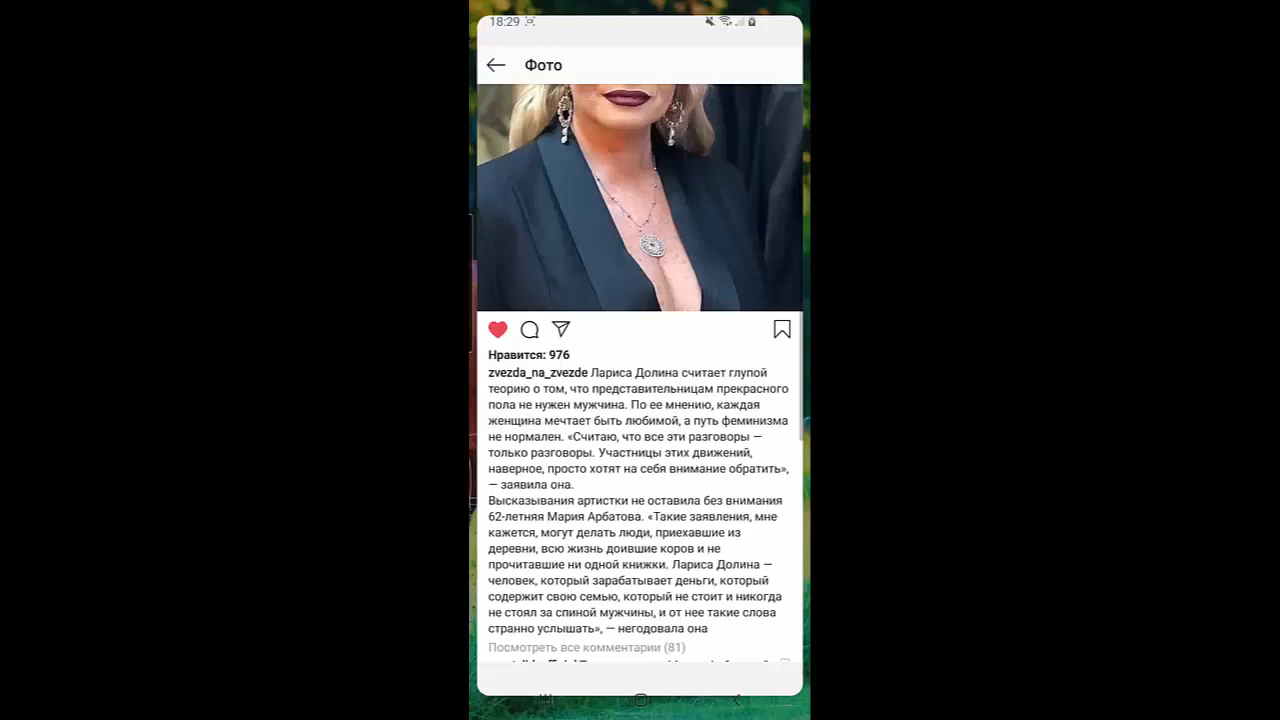 18:29
Фото
Нравится: 976
zvezda_na_zvezde Лариса Долина считает глупой
теорию о том, что представительницам прекрасного
пола не нужен мужчина. По ее мнению, каждая
женщина мечтает быть любимой, а путь феминизма
не нормален. «Считаю, что все эти разговоры —
только разговоры. Участницы этих движений,
наверное, просто хотят на себя внимание обратить»,
— заявила она.
Высказывания артистки не оставила без внимания
62-летняя Мария Арбатова. «Такие заявления, мне
кажется, могут делать люди, приехавшие из
деревни, всю жизнь доившие коров и не
прочитавшие ни одной книжки. Лариса Долина —
человек, который зарабатывает деньги, который
содержит свою семью, который не стоит и никогда
не стоял за спиной мужчины, и от нее такие слова
странно услышать», — негодовала она
Посмотреть все комментарии (81)